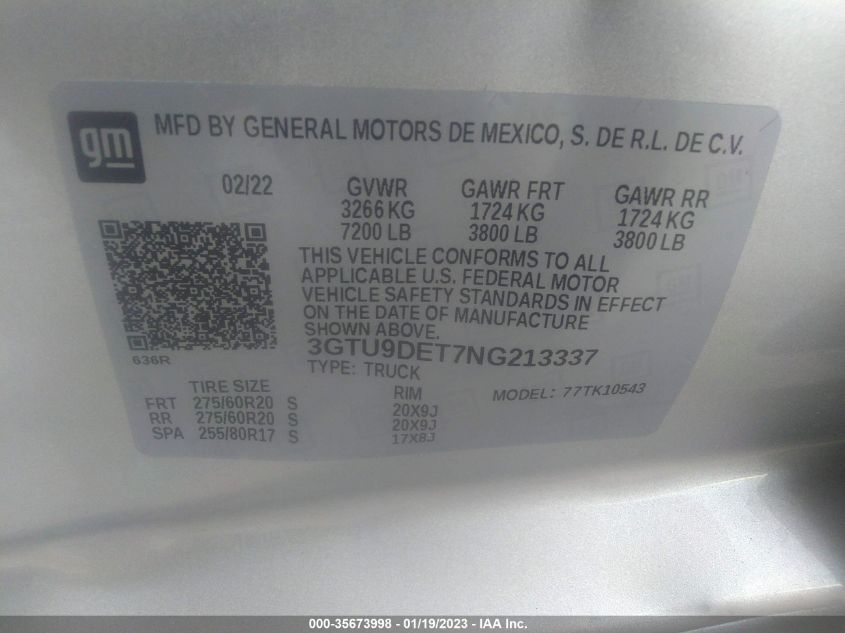 gm
MFD BY GENERAL MOTORS DE MEXICO, S. DE R.L. DE C.V.
02/22 GVWR GAWR FRT GAWR RR
3266 KG 1724 KG 1724 KG
7200 LB 3800 LB 3800 LB
THIS VEHICLE CONFORMS TO ALL
APPLICABLE U.S. FEDERAL MOTOR
VEHICLE SAFETY STANDARDS IN EFFECT
ON THE DATE OF MANUFACTURE
SHOWN ABOVE.
636R
3GTU9DET7NG213337
TYPE: TRUCK
TIRE SIZE RIM MODEL: 77TK10543
FRT 275/60R20 S 20X9J
RR 275/60R20 S 20X9J
SPA 255/80R17 S 17X8J
000-35673998 - 01/19/2023 - IAA Inc.